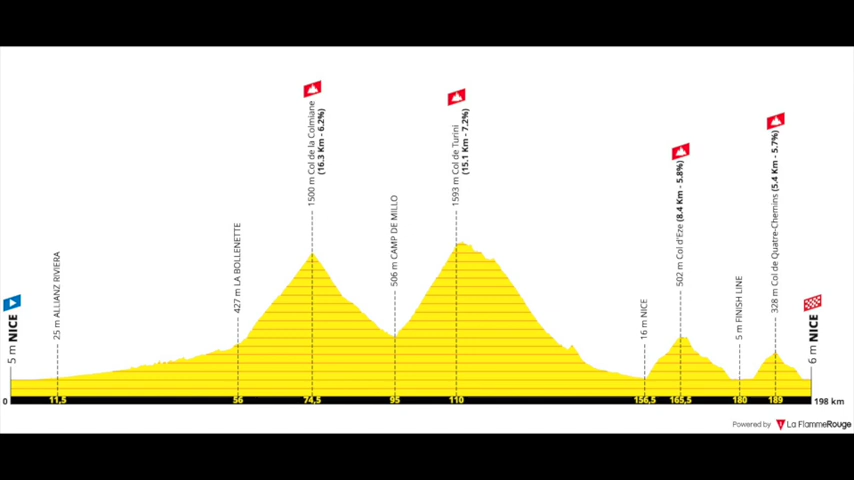 5 m NICE
25 m ALLIANZ RIVIERA
427 m LA BOLLENETTE
1500 m Col de la Colmiane
(16.3 Km - 6.2%)
506 m CAMP DE MILLO
1593 m Col de Turini
(15.1 Km - 7.2%)
16 m NICE
502 m Col d'Eze (8.4 Km - 5.8%)
5 m FINISH LINE
328 m Col de Quatre-Chemins (5.4 Km - 5.7%)
6 m NICE
0 11,5 56 74,5 95 110 156,5 165,5 180 189 198 km
Powered by La FlammeRouge